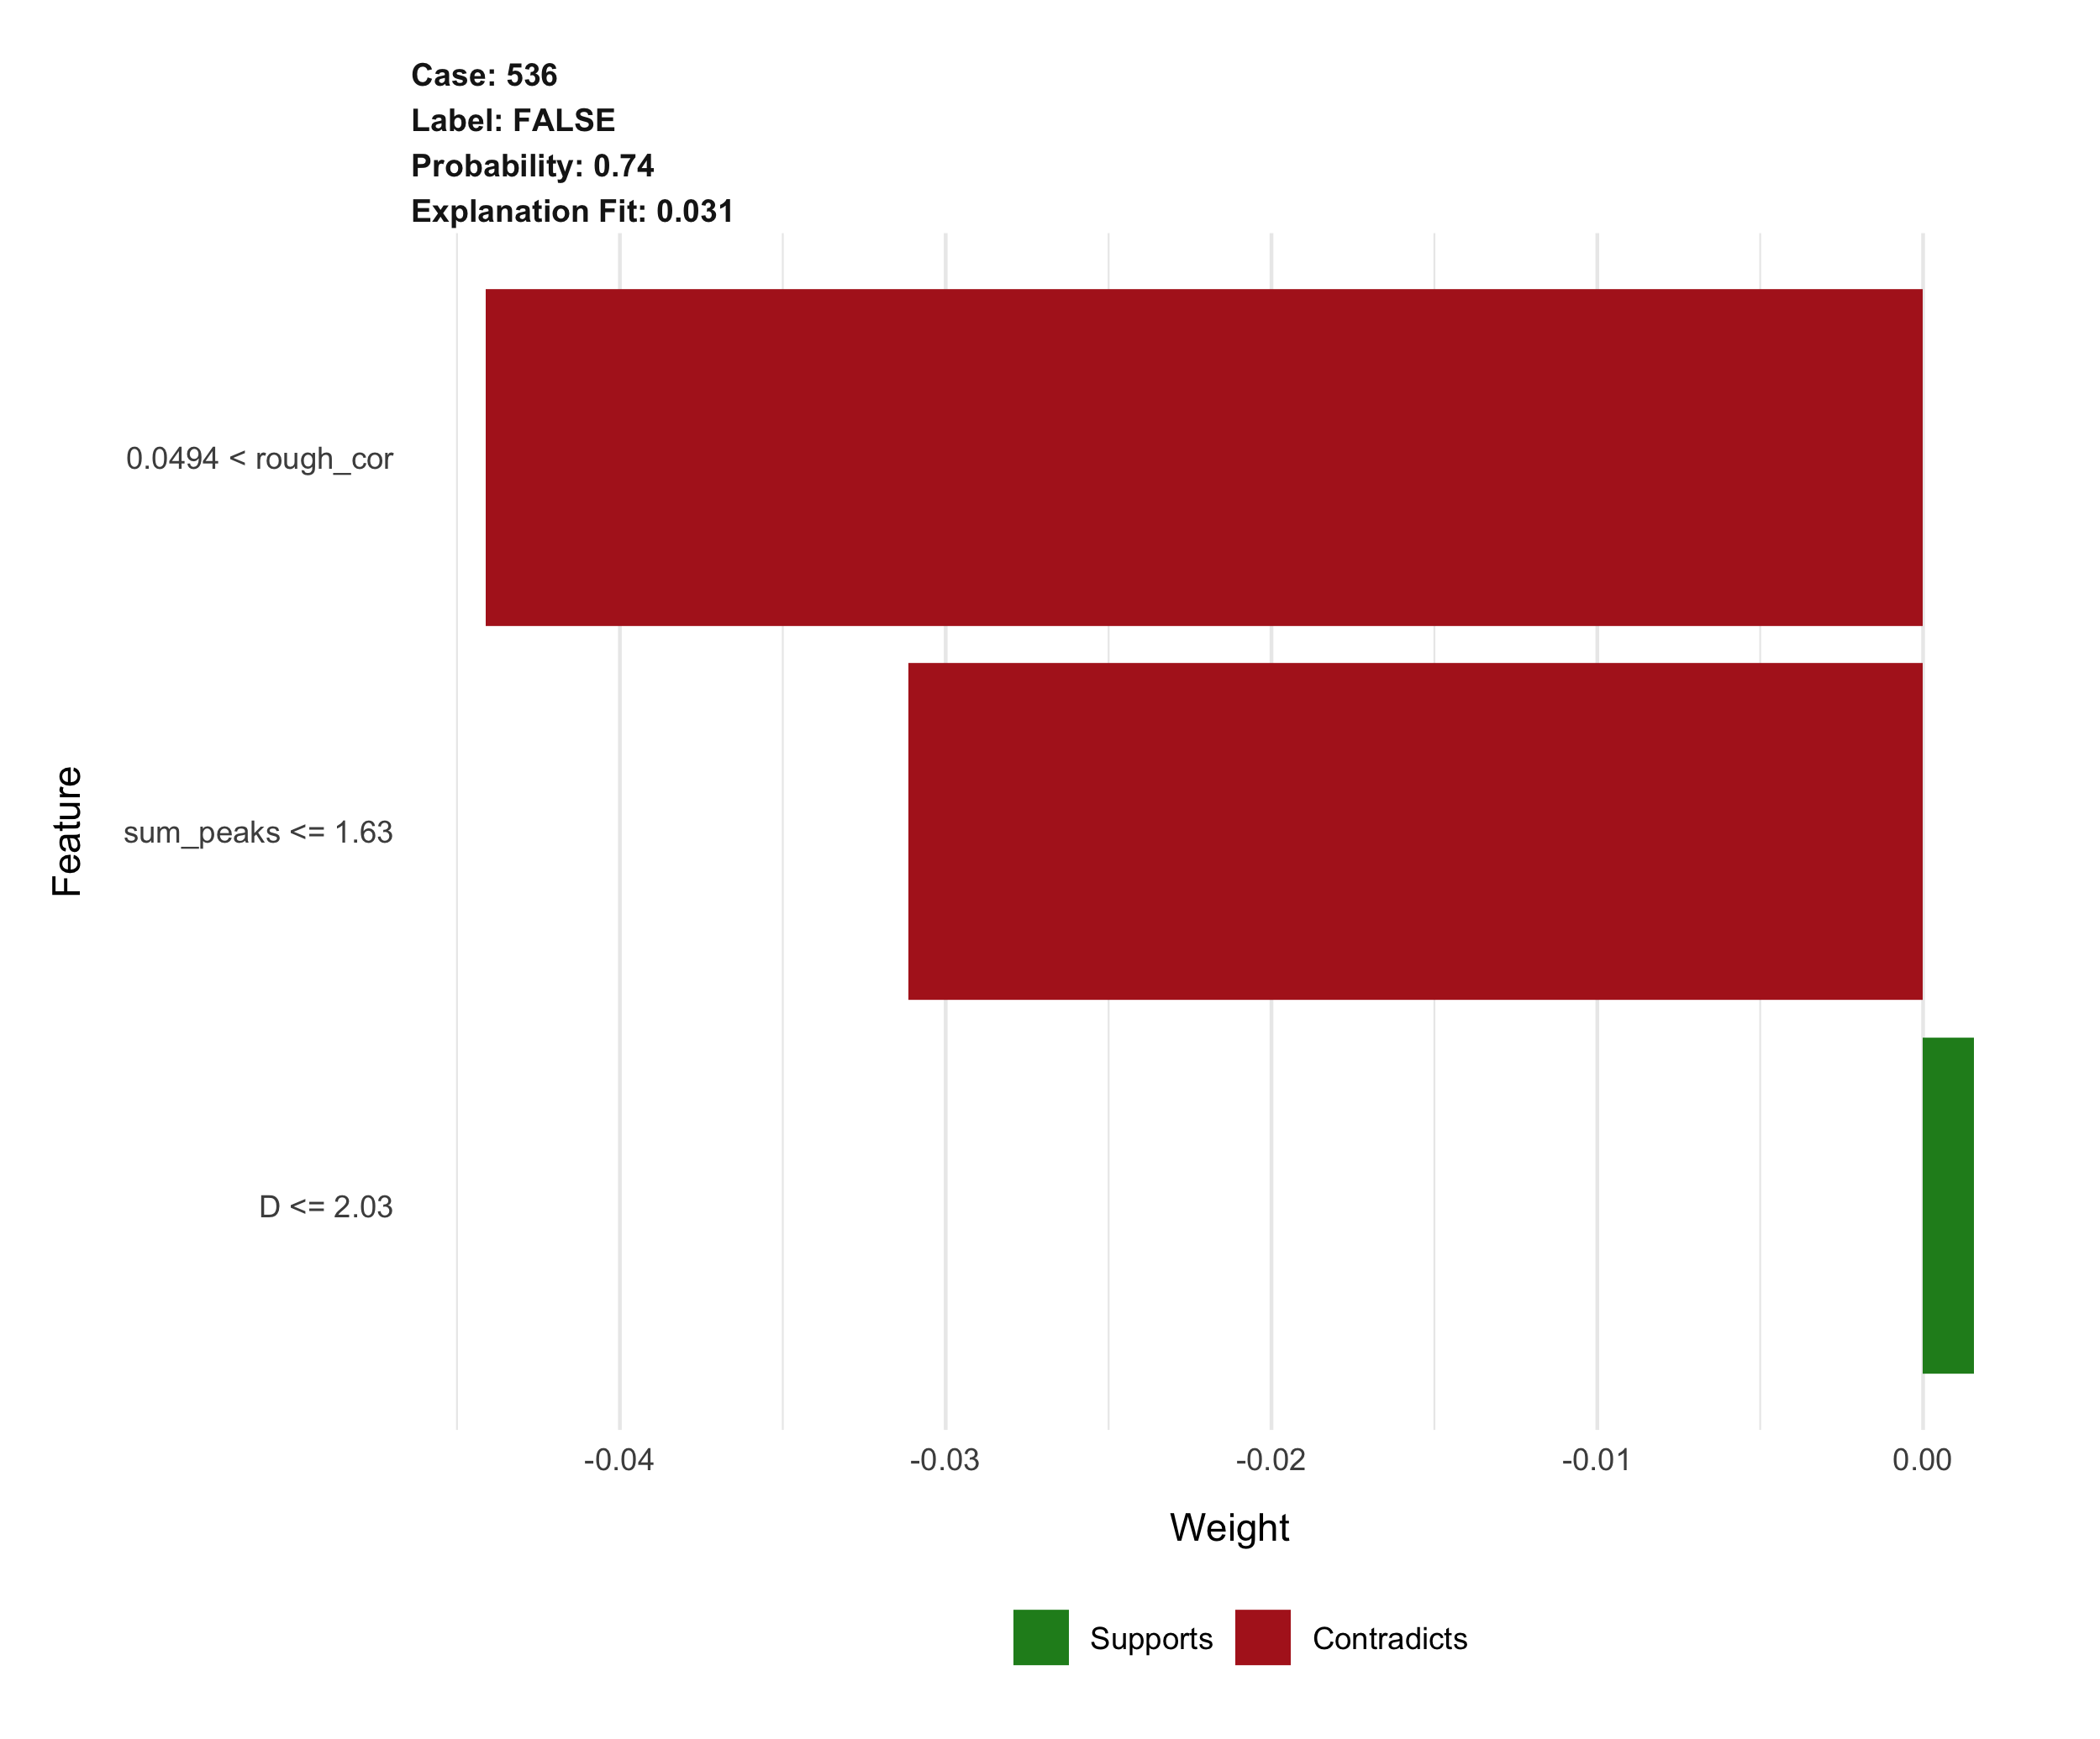 Case: 536
Label: FALSE
Probability: 0.74
Explanation Fit: 0.031
Feature
0.0494 < rough_cor
sum_peaks <= 1.63
D <= 2.03
-0.04 -0.03 -0.02 -0.01 0.00
Weight
Supports Contradicts